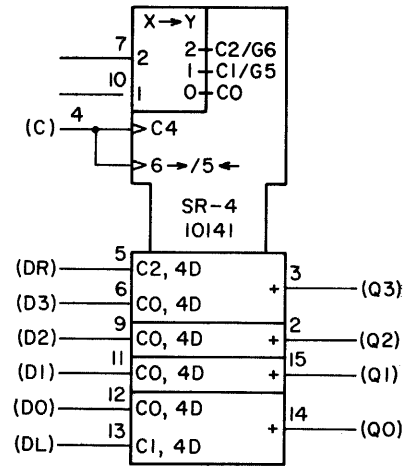 X→Y
7 2 2 C2/G6
1 C1/G5
10 1 0 C0
(C) 4 C4
6→/5←
SR-4
10141
(DR) 5 C2, 4D
3 + (Q3)
(D3) 6 C0, 4D
(D2) 9 C0, 4D + 2 (Q2)
(D1) 11 C0, 4D + 15 (Q1)
(D0) 12 C0, 4D
+ 14 (Q0)
(DL) 13 C1, 4D